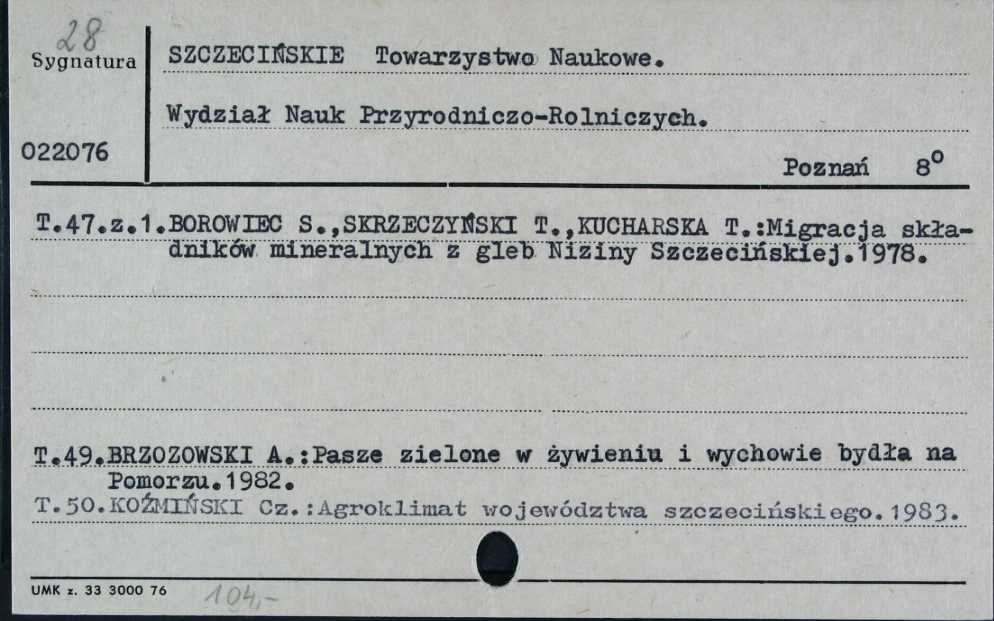 28
Sygnatura
SZCZECIŃSKIE Towarzystwo Naukowe.
Wydział Nauk Przyrodniczo-Rolniczych.
022076
Poznań 8⁰
T.47.z.1.BOROWIEC S.,SKRZECZYŃSKI T.,KUCHARSKA T.:Migracja skła-
dników mineralnych z gleb Niziny Szczecińskiej.1978.
T.49.BRZOZOWSKI A.:Pasze zielone w żywieniu i wychowie bydła na
Pomorzu.1982.
T.50.KOŹMIŃSKI Cz.:Agroklimat województwa szczecińskiego.1983.
UMK z. 33 3000 76
104,-